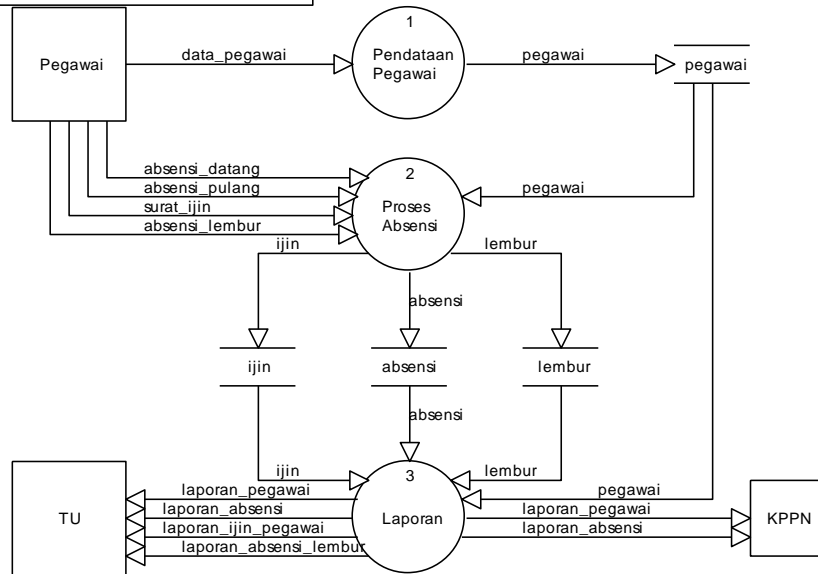 1
Pegawai
data_pegawai
Pendataan
Pegawai
pegawai
pegawai
absensi_datang
absensi_pulang
surat_ijin
absensi_lembur
2
Proses
Absensi
pegawai
ijin
lembur
absensi
ijin
absensi
lembur
absensi
ijin
lembur
3
Laporan
pegawai
laporan_pegawai
laporan_absensi
laporan_ijin_pegawai
laporan_absensi_lembur
TU
laporan_pegawai
laporan_absensi
KPPN